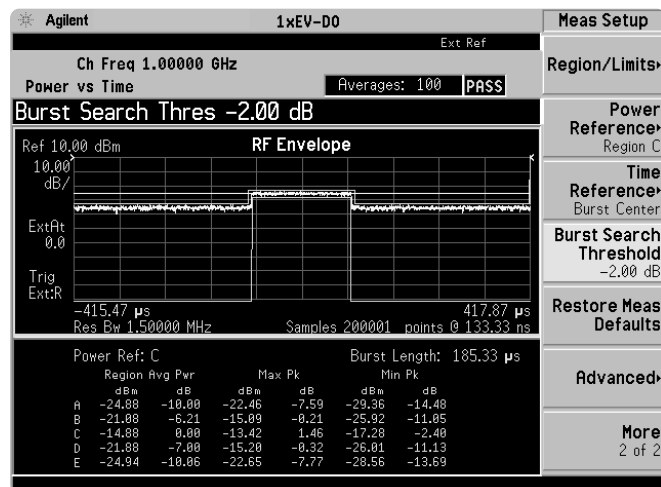 Agilent 1xEV-DO Meas Setup
Ext Ref
Ch Freq 1.00000 GHz
Power vs Time Averages: 100 PASS
Burst Search Thres -2.00 dB
Ref 10.00 dBm RF Envelope
10.00
dB/
ExtAt
0.0
Trig
Ext:R
-415.47 µs 417.87 µs
Res Bw 1.50000 MHz Samples 200001 points @ 133.33 ns
Power Ref: C Burst Length: 185.33 µs
Region Avg Pwr Max Pk Min Pk
dBm dB dBm dB dBm dB
A -24.88 -10.00 -22.46 -7.59 -29.36 -14.48
B -21.08 -6.21 -15.09 -0.21 -25.92 -11.05
C -14.88 0.00 -13.42 1.46 -17.28 -2.40
D -21.88 -7.00 -15.20 -0.32 -26.01 -11.13
E -24.94 -10.06 -22.65 -7.77 -28.56 -13.69
Region/Limits
Power
Reference
Region C
Time
Reference
Burst Center
Burst Search
Threshold
-2.00 dB
Restore Meas
Defaults
Advanced
More
2 of 2